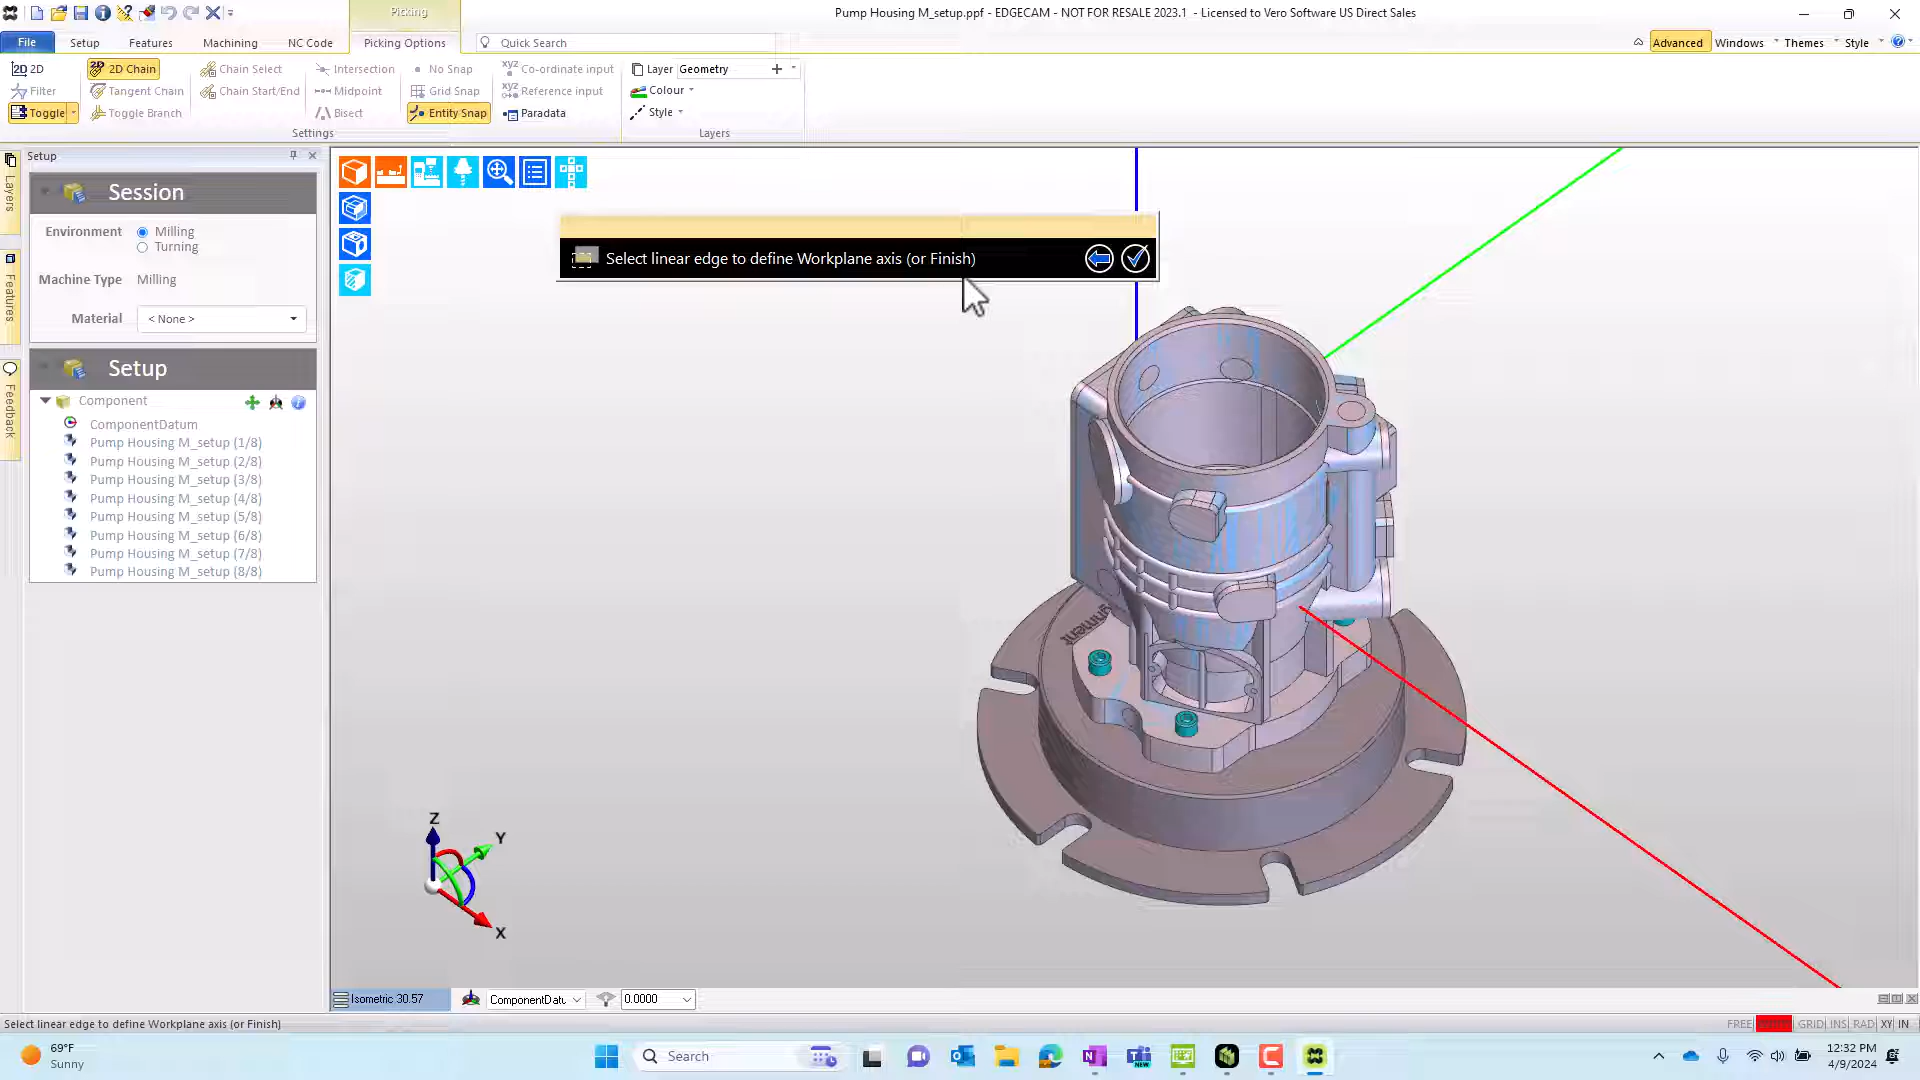 Picking
Pump Housing M_setup.ppf - EDGECAM - NOT FOR RESALE 2023.1 - Licensed to Vero Software US Direct Sales
File Setup Features Machining NC Code Picking Options Quick Search
Advanced Windows Themes Style
2D 2D 2D Chain Chain Select Intersection No Snap xyz Co-ordinate input Layer Geometry
Filter Tangent Chain Chain Start/End Midpoint Grid Snap xyz Reference input Colour
Toggle Toggle Branch Bisect Entity Snap Paradata Style
Settings Layers
Setup
Layers
Features
Feedback
Session
Environment Milling
Turning
Machine Type Milling
Material < None >
Setup
Component
ComponentDatum
Pump Housing M_setup (1/8)
Pump Housing M_setup (2/8)
Pump Housing M_setup (3/8)
Pump Housing M_setup (4/8)
Pump Housing M_setup (5/8)
Pump Housing M_setup (6/8)
Pump Housing M_setup (7/8)
Pump Housing M_setup (8/8)
Select linear edge to define Workplane axis (or Finish)
Z
Y
X
Isometric 30.57 ComponentDatu 0.0000
Select linear edge to define Workplane axis (or Finish)
FREE GRID INS RAD XY IN
69°F
Sunny
Search
NEW
12:32 PM
4/9/2024